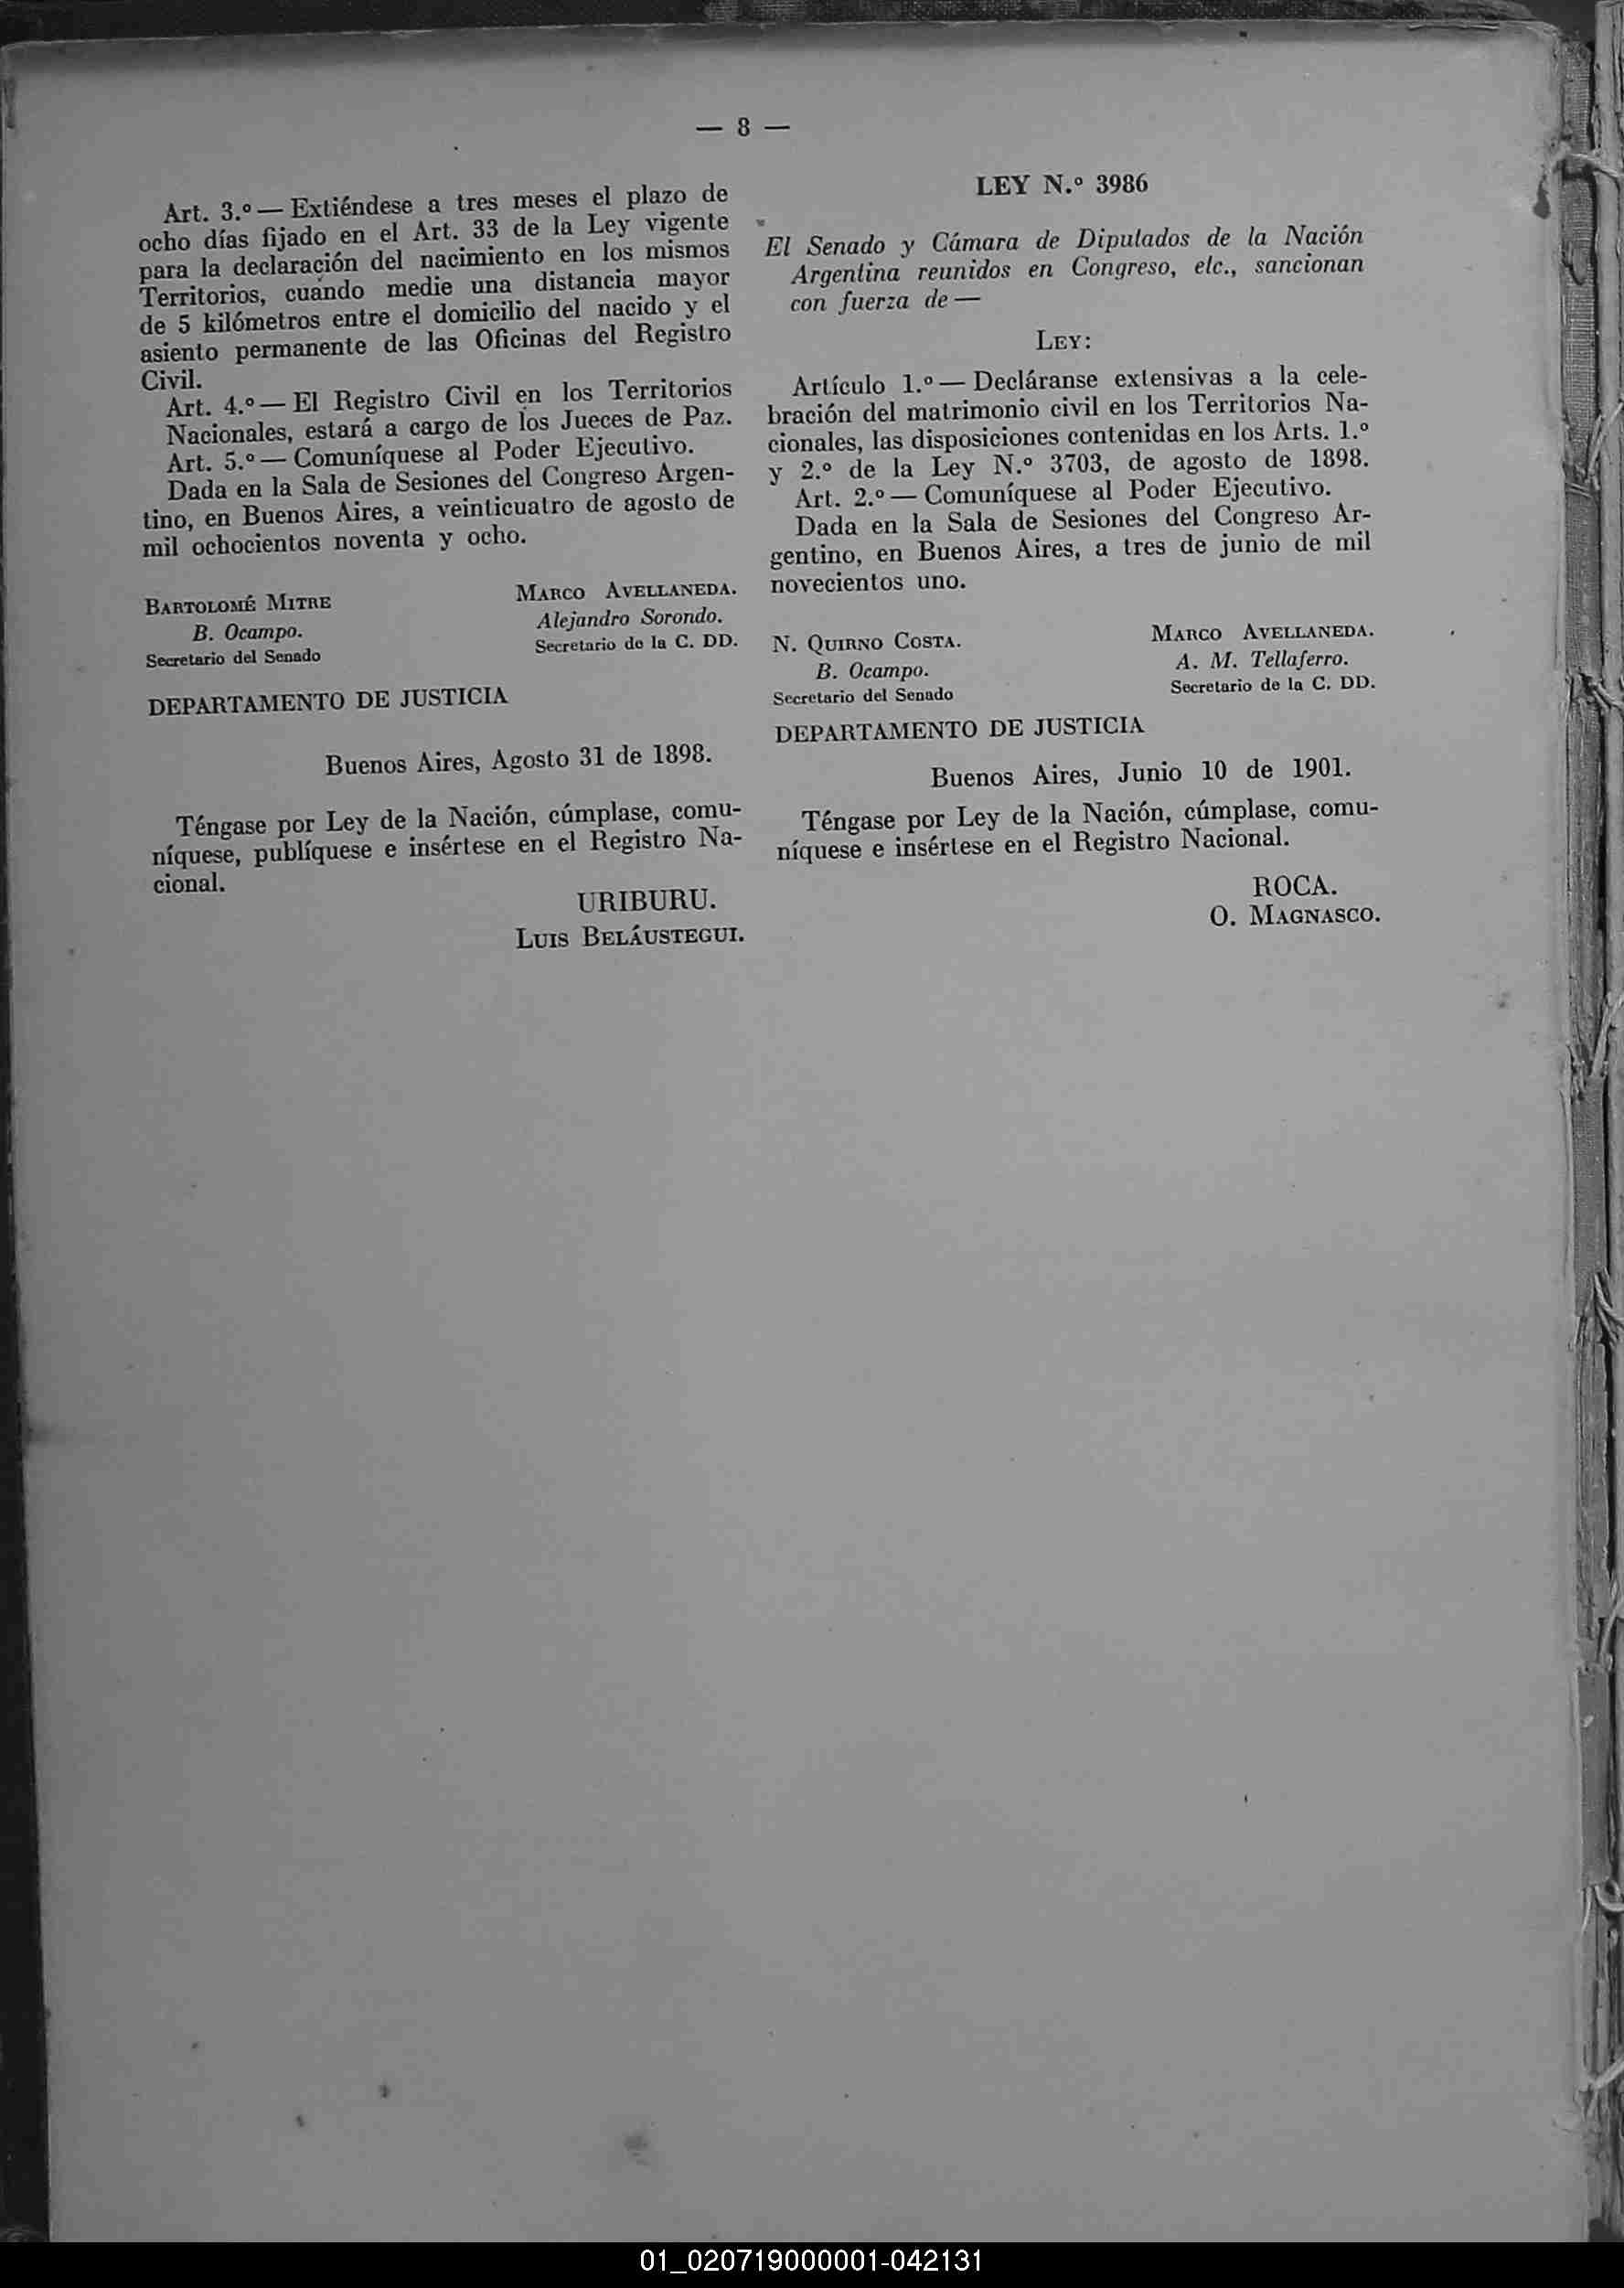 — 8 —
Art. 3.º — Extiéndese a tres meses el plazo de
ocho días fijado en el Art. 33 de la Ley vigente
para la declaración del nacimiento en los mismos
Territorios, cuando medie una distancia mayor
de 5 kilómetros entre el domicilio del nacido y el
asiento permanente de las Oficinas del Registro
Civil.
Art. 4.º — El Registro Civil en los Territorios
Nacionales, estará a cargo de los Jueces de Paz.
Art. 5.º — Comuníquese al Poder Ejecutivo.
Dada en la Sala de Sesiones del Congreso Argen-
tino, en Buenos Aires, a veinticuatro de agosto de
mil ochocientos noventa y ocho.
BARTOLOMÉ MITRE
B. Ocampo.
Secretario del Senado
MARCO AVELLANEDA.
Alejandro Sorondo.
Secretario de la C. DD.
DEPARTAMENTO DE JUSTICIA
Buenos Aires, Agosto 31 de 1898.
Téngase por Ley de la Nación, cúmplase, comu-
níquese, publíquese e insértese en el Registro Na-
cional.
URIBURU.
LUIS BELÁUSTEGUI.
LEY N.º 3986
El Senado y Cámara de Diputados de la Nación
Argentina reunidos en Congreso, etc., sancionan
con fuerza de —
LEY:
Artículo 1.º — Decláranse extensivas a la cele-
bración del matrimonio civil en los Territorios Na-
cionales, las disposiciones contenidas en los Arts. 1.º
y 2.º de la Ley N.º 3703, de agosto de 1898.
Art. 2.º — Comuníquese al Poder Ejecutivo.
Dada en la Sala de Sesiones del Congreso Ar-
gentino, en Buenos Aires, a tres de junio de mil
novecientos uno.
N. QUIRNO COSTA.
B. Ocampo.
Secretario del Senado
MARCO AVELLANEDA.
A. M. Tellaferro.
Secretario de la C. DD.
DEPARTAMENTO DE JUSTICIA
Buenos Aires, Junio 10 de 1901.
Téngase por Ley de la Nación, cúmplase, comu-
níquese e insértese en el Registro Nacional.
ROCA.
O. MAGNASCO.
01_020719000001-042131